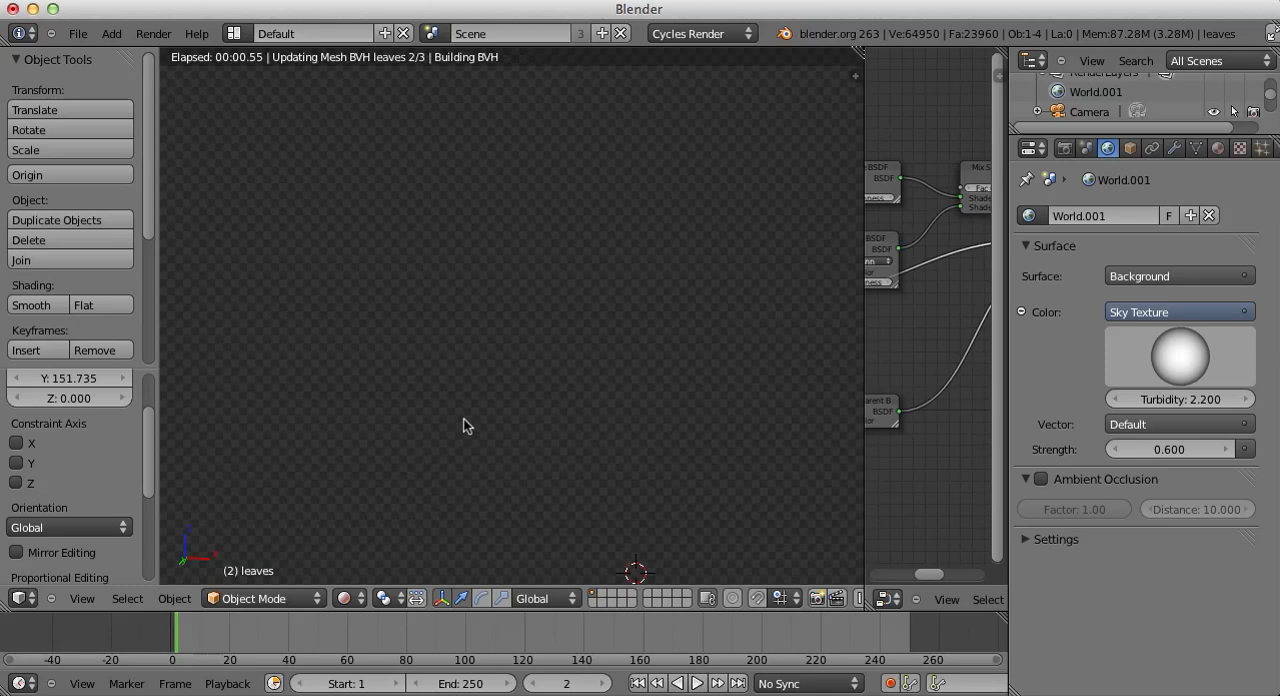 Blender
File Add Render Help Default Scene 3 Cycles Render blender.org 263 | Ve:64950 | Fa:23960 | Ob:1-4 | La:0 | Mem:87.28M (3.28M) | leaves
Object Tools
Transform:
Translate
Rotate
Scale
Origin
Object:
Duplicate Objects
Delete
Join
Shading:
Smooth Flat
Keyframes:
Insert Remove
Y: 151.735
Z: 0.000
Constraint Axis
X
Y
Z
Orientation
Global
Mirror Editing
Proportional Editing
Elapsed: 00:00.55 | Updating Mesh BVH leaves 2/3 | Building BVH
(2) leaves
View Select Object Object Mode Global
BSDF
BSDF
Mix S
Fac
Shade
Shade
BSDF
BSDF
BSDF
View Select
View Search All Scenes
RenderLayers
World.001
Camera
World.001
World.001 F
Surface
Surface: Background
Color: Sky Texture
Turbidity: 2.200
Vector: Default
Strength: 0.600
Ambient Occlusion
Factor: 1.00 Distance: 10.000
Settings
-40 -20 0 20 40 60 80 100 120 140 160 180 200 220 240 260
View Marker Frame Playback Start: 1 End: 250 2 No Sync